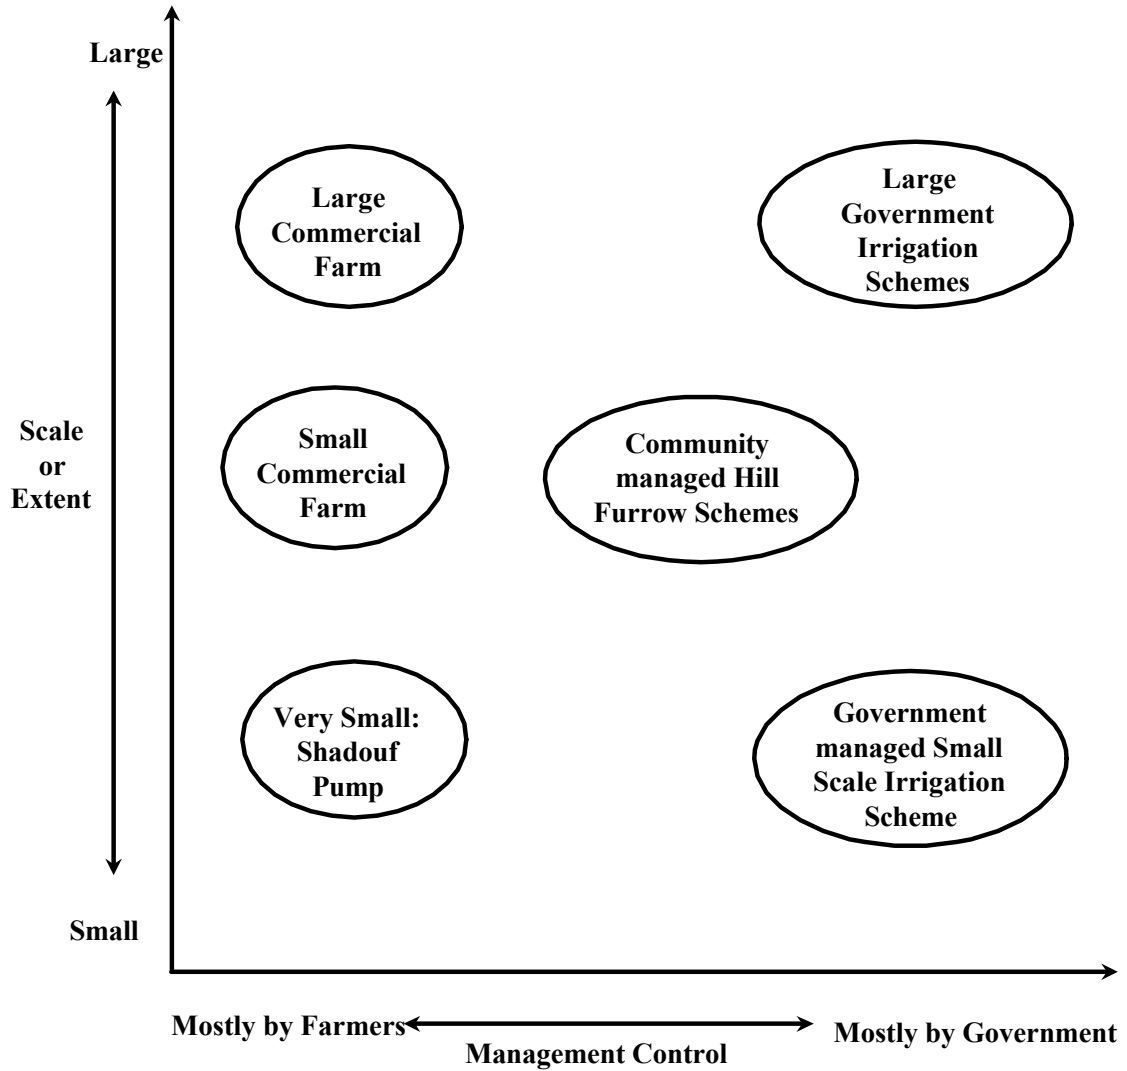 Large
Large
Commercial
Farm
Large
Government
Irrigation
Schemes
Scale
or
Extent
Small
Commercial
Farm
Community
managed Hill
Furrow Schemes
Very Small:
Shadouf
Pump
Government
managed Small
Scale Irrigation
Scheme
Small
Mostly by Farmers
Management Control
Mostly by Government